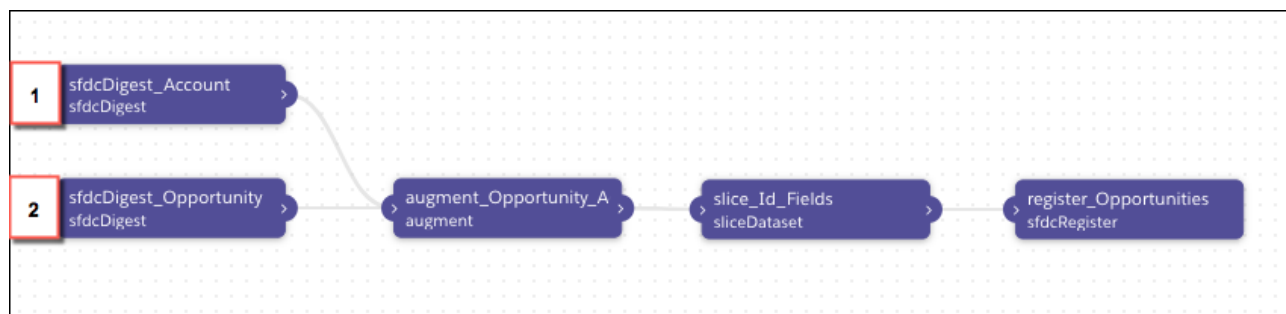 1
sfdcDigest_Account
sfdcDigest
2
sfdcDigest_Opportunity
sfdcDigest
augment_Opportunity_A
augment
slice_Id_Fields
sliceDataset
register_Opportunities
sfdcRegister